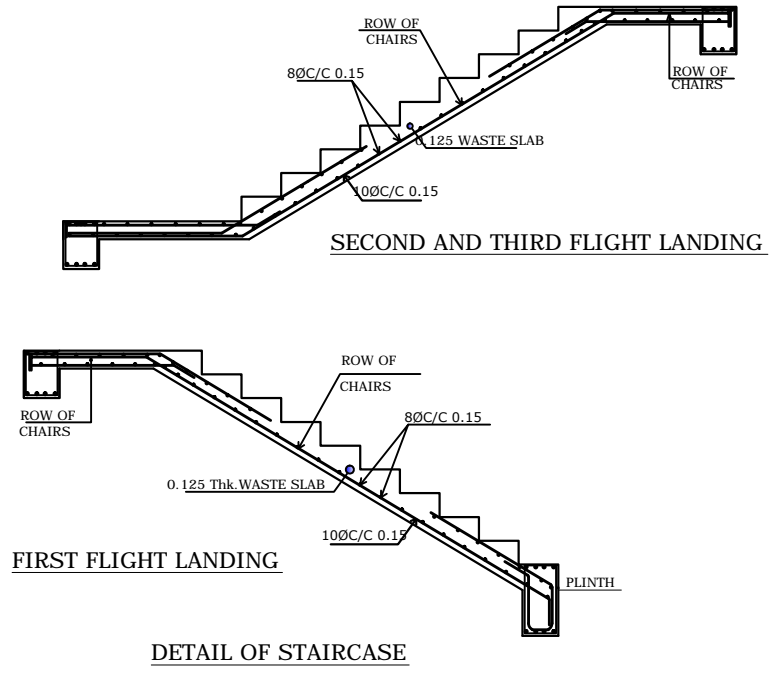 ROW OF
CHAIRS
ROW OF
CHAIRS
8ØC/C 0.15
0.125 WASTE SLAB
10ØC/C 0.15
SECOND AND THIRD FLIGHT LANDING
ROW OF
CHAIRS
ROW OF
CHAIRS
8ØC/C 0.15
0.125 Thk.WASTE SLAB
10ØC/C 0.15
FIRST FLIGHT LANDING
PLINTH
DETAIL OF STAIRCASE